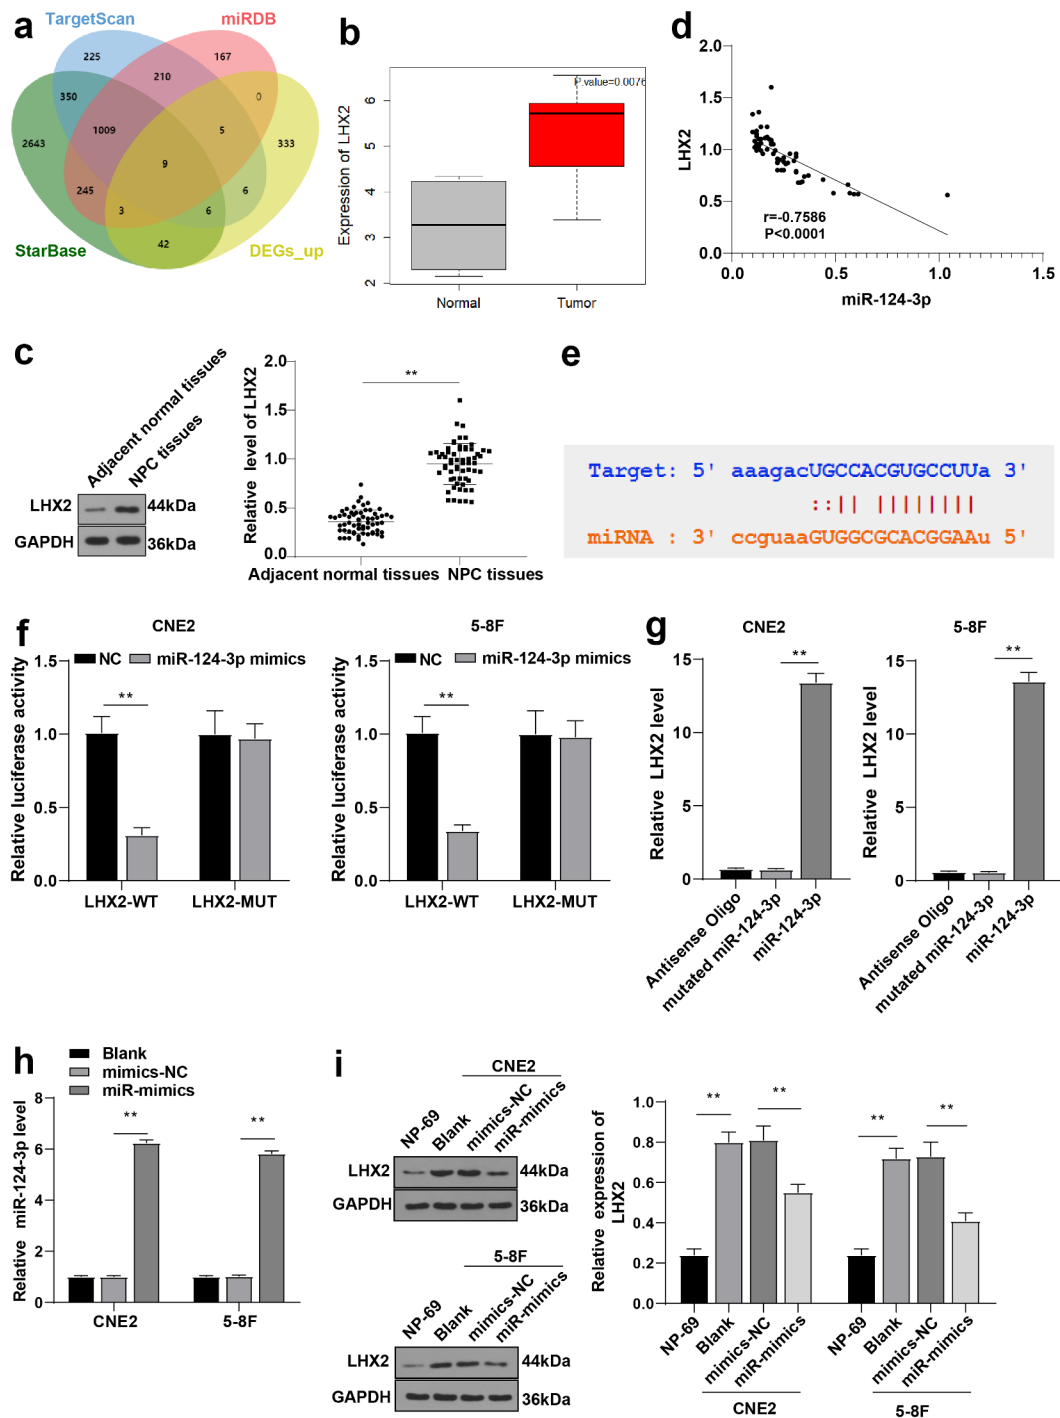 a
TargetScan
miRDB
225
167
210
350
0
2643
1009
5
333
9
245
6
3
6
42
StarBase
DEGs_up
b
P.value=0.0076
Expression of LHX2
6
5
4
3
2
Normal
Tumor
d
LHX2
2.0
1.5
1.0
0.5
0.0
r=-0.7586
P<0.0001
0.0
0.5
1.0
1.5
miR-124-3p
c
Adjacent normal tissues
NPC tissues
LHX2
44kDa
GAPDH
36kDa
Relative level of LHX2
2.0
1.5
1.0
0.5
0.0
**
Adjacent normal tissues
NPC tissues
e
Target: 5' aaagacUGCCACGUGCCUUa 3'
::|| ||||||||
miRNA : 3' ccguaaGUGGCGCACGGAAu 5'
f
CNE2
NC
miR-124-3p mimics
Relative luciferase activity
1.5
1.0
0.5
0.0
**
LHX2-WT
LHX2-MUT
5-8F
NC
miR-124-3p mimics
Relative luciferase activity
1.5
1.0
0.5
0.0
**
LHX2-WT
LHX2-MUT
g
CNE2
Relative LHX2 level
15
10
5
0
**
Antisense Oligo
mutated miR-124-3p
miR-124-3p
5-8F
Relative LHX2 level
15
10
5
0
**
Antisense Oligo
mutated miR-124-3p
miR-124-3p
h
Blank
mimics-NC
miR-mimics
Relative miR-124-3p level
8
6
4
2
0
**
**
CNE2
5-8F
i
CNE2
NP-69
Blank
mimics-NC
miR-mimics
LHX2
44kDa
GAPDH
36kDa
5-8F
NP-69
Blank
mimics-NC
miR-mimics
LHX2
44kDa
GAPDH
36kDa
Relative expression of
LHX2
1.0
0.8
0.6
0.4
0.2
0.0
**
**
**
**
NP-69
Blank
mimics-NC
miR-mimics
NP-69
Blank
mimics-NC
miR-mimics
CNE2
5-8F